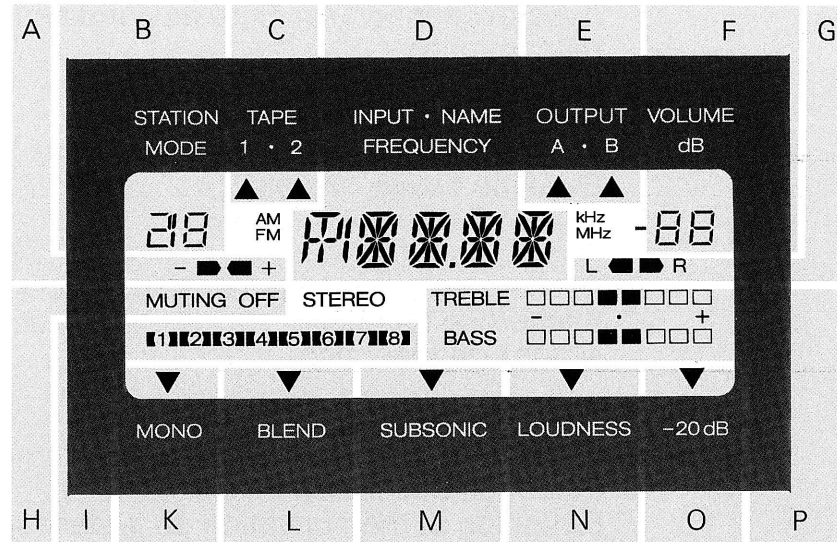 A B C D E F G
STATION TAPE INPUT · NAME OUTPUT VOLUME
MODE 1 · 2 FREQUENCY A · B dB
AM kHz
FM MHz -88
- + L R
MUTING OFF STEREO TREBLE
- · +
1 2 3 4 5 6 7 8 BASS
MONO BLEND SUBSONIC LOUDNESS -20 dB
H I K L M N O P